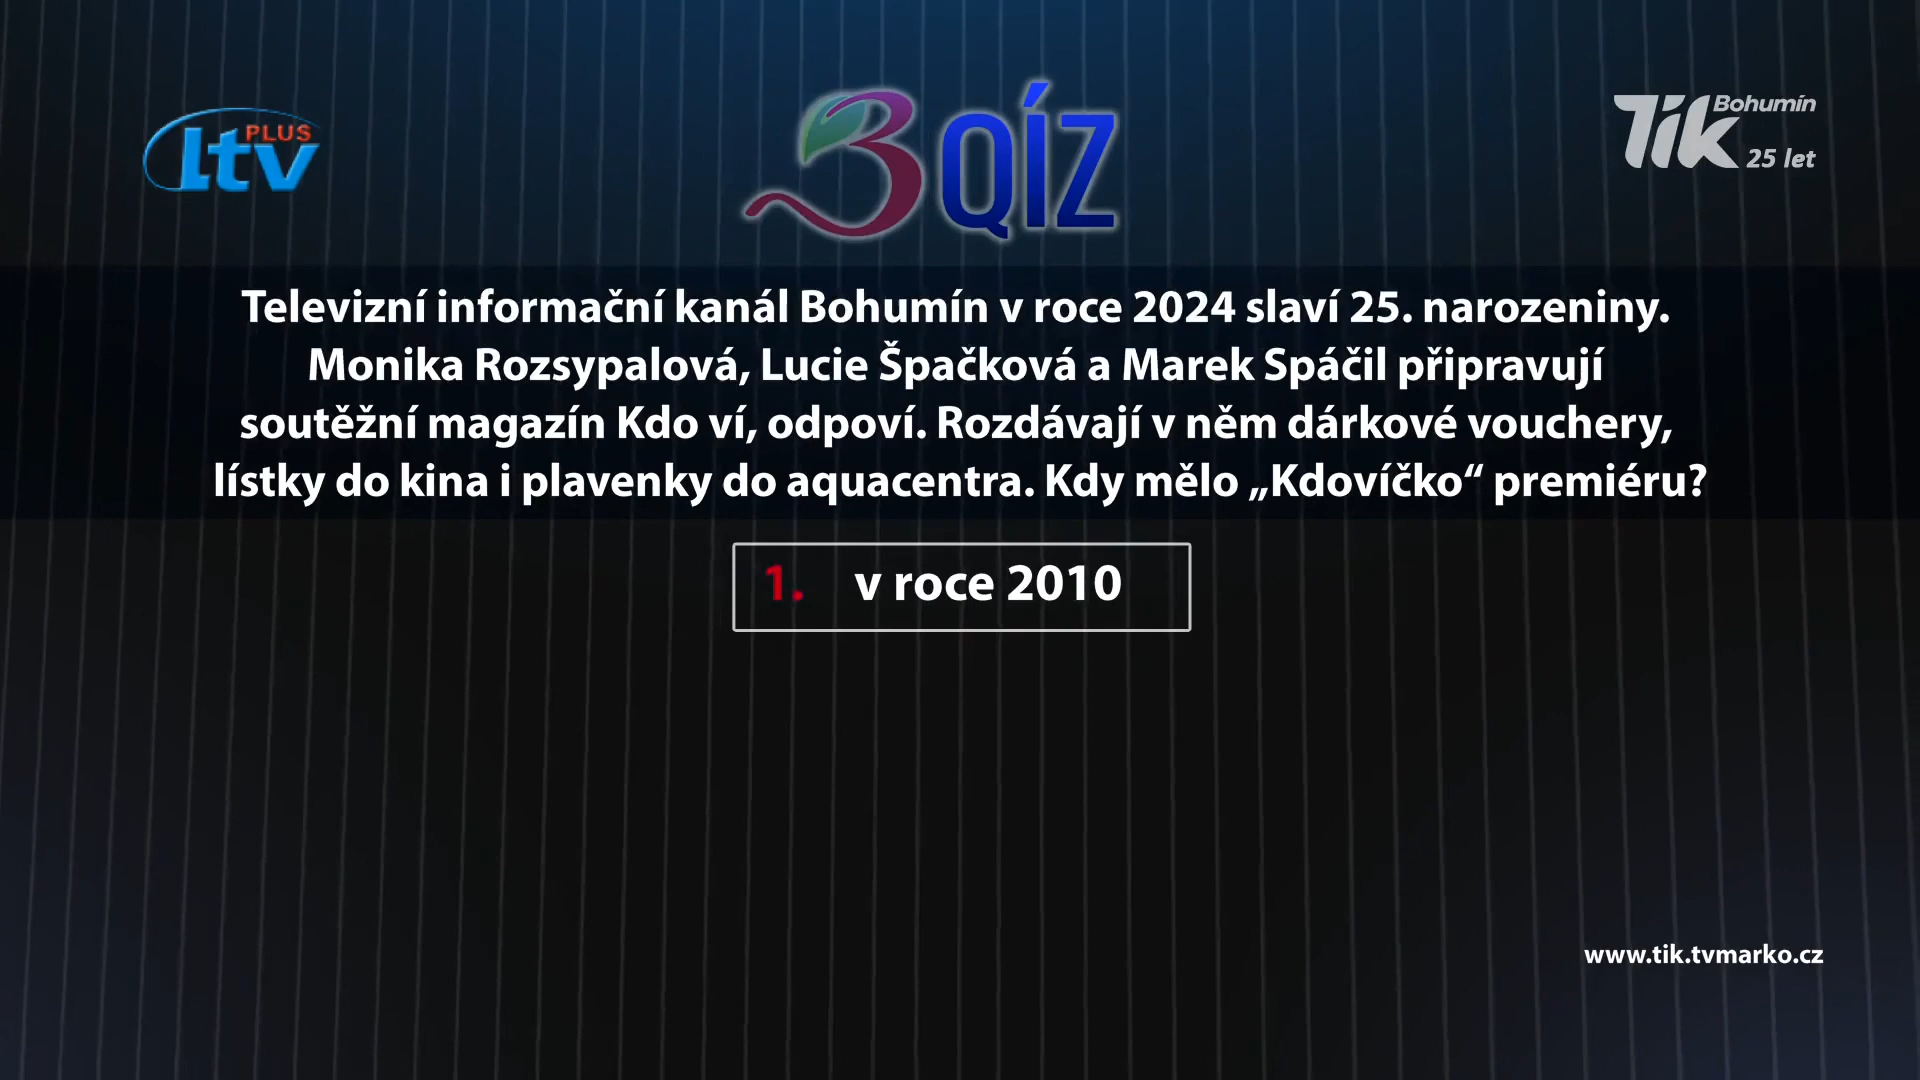 ltv PLUS
B QÍZ
Tik Bohumín
25 let
Televizní informační kanál Bohumín v roce 2024 slaví 25. narozeniny.
Monika Rozsypalová, Lucie Špačková a Marek Spáčil připravují
soutěžní magazín Kdo ví, odpoví. Rozdávají v něm dárkové vouchery,
lístky do kina i plavenky do aquacentra. Kdy mělo „Kdovíčko“ premiéru?
1. v roce 2010
www.tik.tvmarko.cz